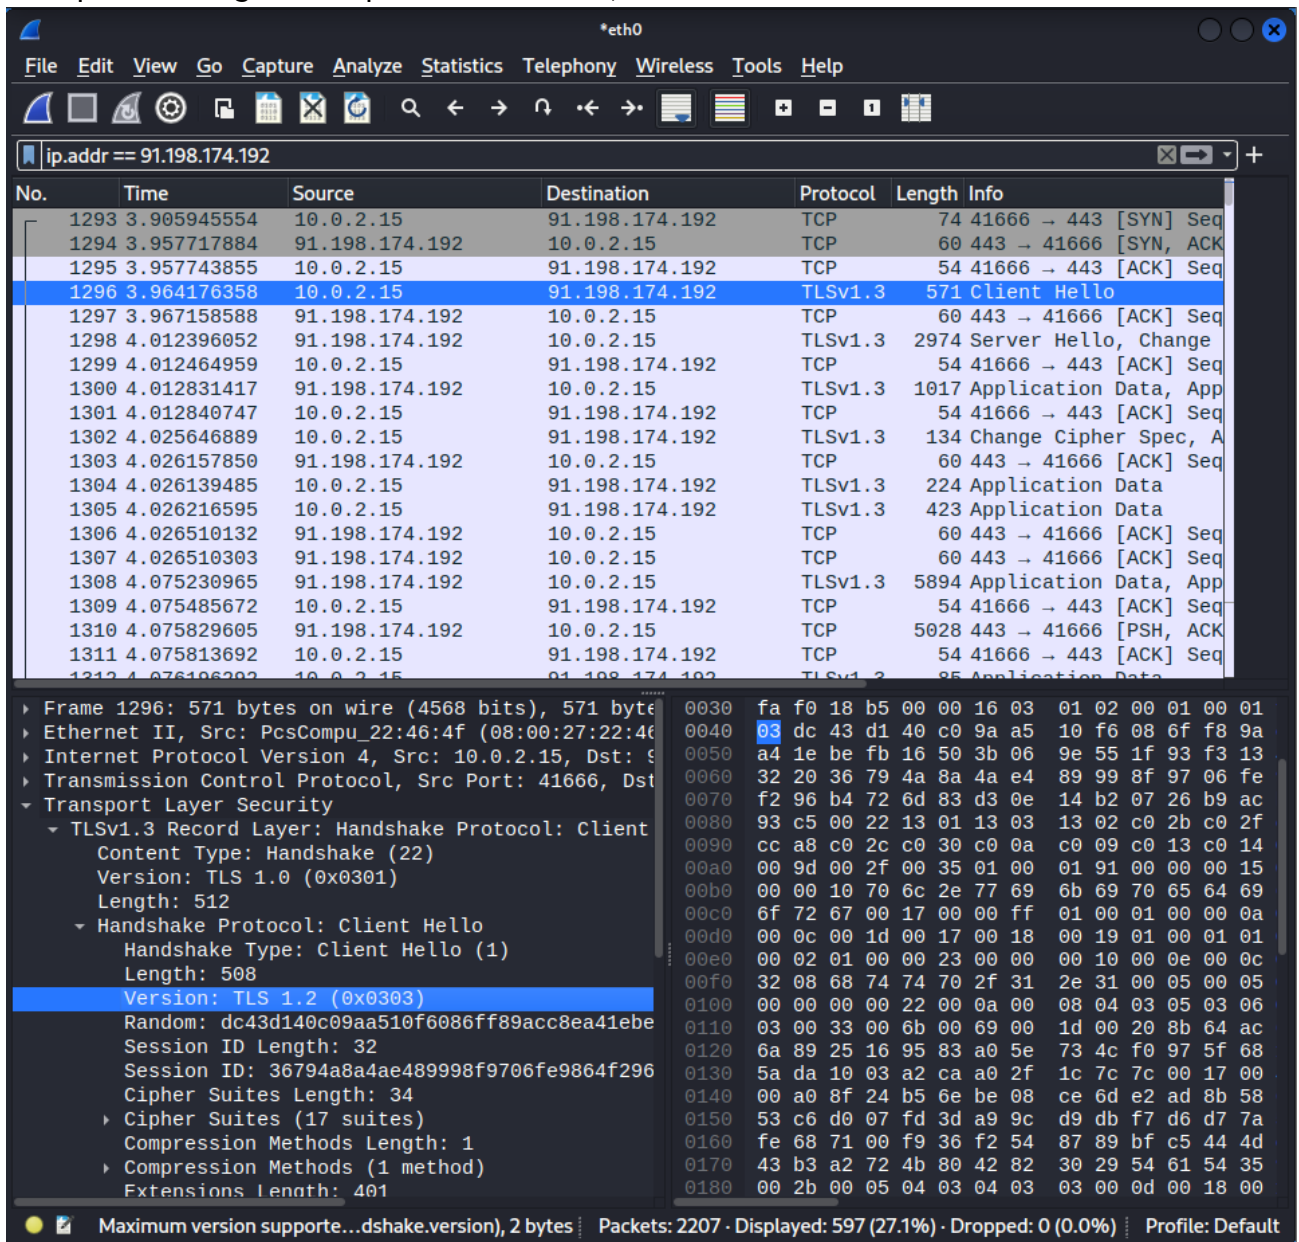 *eth0
File Edit View Go Capture Analyze Statistics Telephony Wireless Tools Help
ip.addr == 91.198.174.192
No. Time Source Destination Protocol Length Info
1293 3.905945554 10.0.2.15 91.198.174.192 TCP 74 41666 → 443 [SYN] Seq
1294 3.957717884 91.198.174.192 10.0.2.15 TCP 60 443 → 41666 [SYN, ACK
1295 3.957743855 10.0.2.15 91.198.174.192 TCP 54 41666 → 443 [ACK] Seq
1296 3.964176358 10.0.2.15 91.198.174.192 TLSv1.3 571 Client Hello
1297 3.967158588 91.198.174.192 10.0.2.15 TCP 60 443 → 41666 [ACK] Seq
1298 4.012396052 91.198.174.192 10.0.2.15 TLSv1.3 2974 Server Hello, Change
1299 4.012464959 10.0.2.15 91.198.174.192 TCP 54 41666 → 443 [ACK] Seq
1300 4.012831417 91.198.174.192 10.0.2.15 TLSv1.3 1017 Application Data, App
1301 4.012840747 10.0.2.15 91.198.174.192 TCP 54 41666 → 443 [ACK] Seq
1302 4.025646889 10.0.2.15 91.198.174.192 TLSv1.3 134 Change Cipher Spec, A
1303 4.026157850 91.198.174.192 10.0.2.15 TCP 60 443 → 41666 [ACK] Seq
1304 4.026139485 10.0.2.15 91.198.174.192 TLSv1.3 224 Application Data
1305 4.026216595 10.0.2.15 91.198.174.192 TLSv1.3 423 Application Data
1306 4.026510132 91.198.174.192 10.0.2.15 TCP 60 443 → 41666 [ACK] Seq
1307 4.026510303 91.198.174.192 10.0.2.15 TCP 60 443 → 41666 [ACK] Seq
1308 4.075230965 91.198.174.192 10.0.2.15 TLSv1.3 5894 Application Data, App
1309 4.075485672 10.0.2.15 91.198.174.192 TCP 54 41666 → 443 [ACK] Seq
1310 4.075829605 91.198.174.192 10.0.2.15 TCP 5028 443 → 41666 [PSH, ACK
1311 4.075813692 10.0.2.15 91.198.174.192 TCP 54 41666 → 443 [ACK] Seq
1312 4.076196292 10.0.2.15 91.198.174.192 TLSv1.3 85 Application Data
Frame 1296: 571 bytes on wire (4568 bits), 571 byte
Ethernet II, Src: PcsCompu_22:46:4f (08:00:27:22:46
Internet Protocol Version 4, Src: 10.0.2.15, Dst: 9
Transmission Control Protocol, Src Port: 41666, Dst
Transport Layer Security
TLSv1.3 Record Layer: Handshake Protocol: Client
Content Type: Handshake (22)
Version: TLS 1.0 (0x0301)
Length: 512
Handshake Protocol: Client Hello
Handshake Type: Client Hello (1)
Length: 508
Version: TLS 1.2 (0x0303)
Random: dc43d140c09aa510f6086ff89acc8ea41ebe
Session ID Length: 32
Session ID: 36794a8a4ae489998f9706fe9864f296
Cipher Suites Length: 34
Cipher Suites (17 suites)
Compression Methods Length: 1
Compression Methods (1 method)
Extensions Length: 401
0030 fa f0 18 b5 00 00 16 03 01 02 00 01 00 01
0040 03 dc 43 d1 40 c0 9a a5 10 f6 08 6f f8 9a
0050 a4 1e be fb 16 50 3b 06 9e 55 1f 93 f3 13
0060 32 20 36 79 4a 8a 4a e4 89 99 8f 97 06 fe
0070 f2 96 b4 72 6d 83 d3 0e 14 b2 07 26 b9 ac
0080 93 c5 00 22 13 01 13 03 13 02 c0 2b c0 2f
0090 cc a8 c0 2c c0 30 c0 0a c0 09 c0 13 c0 14
00a0 00 9d 00 2f 00 35 01 00 01 91 00 00 00 15
00b0 00 00 10 70 6c 2e 77 69 6b 69 70 65 64 69
00c0 6f 72 67 00 17 00 00 ff 01 00 01 00 00 0a
00d0 00 0c 00 1d 00 17 00 18 00 19 01 00 01 01
00e0 00 02 01 00 00 23 00 00 00 10 00 0e 00 0c
00f0 32 08 68 74 74 70 2f 31 2e 31 00 05 00 05
0100 00 00 00 00 22 00 0a 00 08 04 03 05 03 06
0110 03 00 33 00 6b 00 69 00 1d 00 20 8b 64 ac
0120 6a 89 25 16 95 83 a0 5e 73 4c f0 97 5f 68
0130 5a da 10 03 a2 ca a0 2f 1c 7c 7c 00 17 00
0140 00 a0 8f 24 b5 6e be 08 ce 6d e2 ad 8b 58
0150 53 c6 d0 07 fd 3d a9 9c d9 db f7 d6 d7 7a
0160 fe 68 71 00 f9 36 f2 54 87 89 bf c5 44 4d
0170 43 b3 a2 72 4b 80 42 82 30 29 54 61 54 35
0180 00 2b 00 05 04 03 04 03 03 00 0d 00 18 00
Maximum version supporte…dshake.version), 2 bytes Packets: 2207 · Displayed: 597 (27.1%) · Dropped: 0 (0.0%) Profile: Default